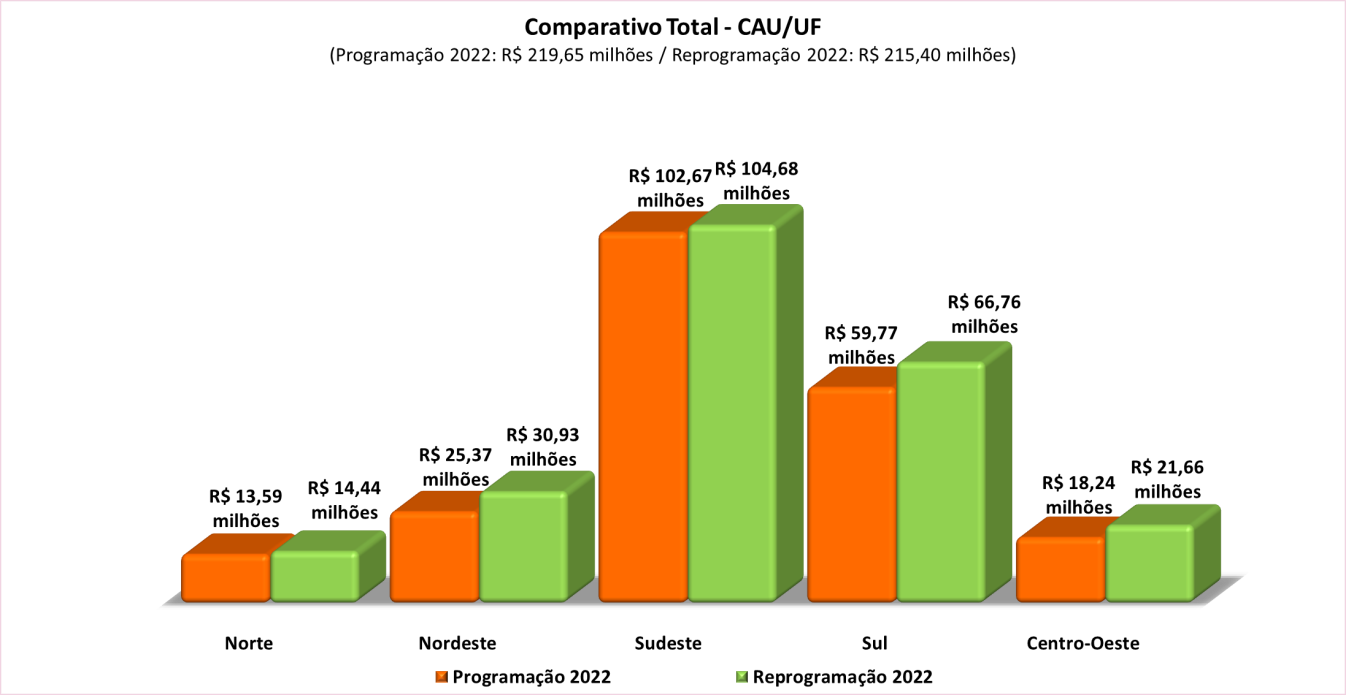 Comparativo Total - CAU/UF
(Programação 2022: R$ 219,65 milhões / Reprogramação 2022: R$ 215,40 milhões)
R$ 13,59
milhões
R$ 14,44
milhões
R$ 25,37
milhões
R$ 30,93
milhões
R$ 102,67
milhões
R$ 104,68
milhões
R$ 59,77
milhões
R$ 66,76
milhões
R$ 18,24
milhões
R$ 21,66
milhões
Norte
Nordeste
Sudeste
Sul
Centro-Oeste
Programação 2022
Reprogramação 2022